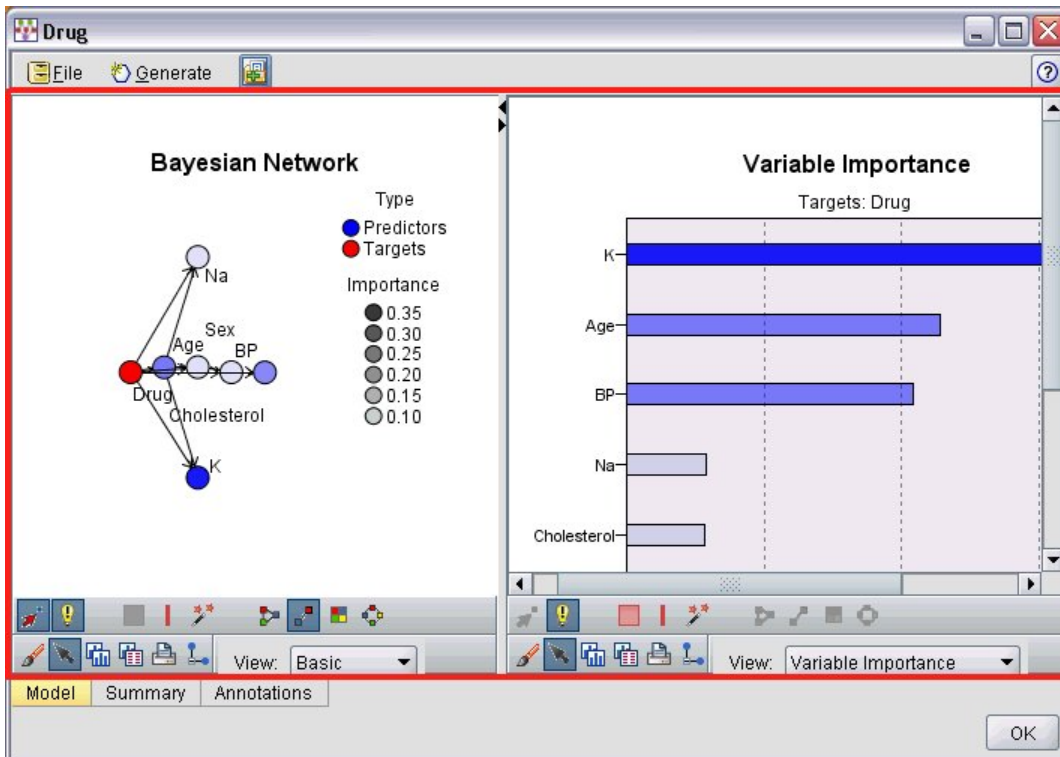 Drug
File Generate
Bayesian Network
Type
Predictors
Targets
Importance
0.35
0.30
0.25
0.20
0.15
0.10
Na
Sex
Age
BP
Drug
Cholesterol
K
View: Basic
Variable Importance
Targets: Drug
K
Age
BP
Na
Cholesterol
View: Variable Importance
Model Summary Annotations
OK